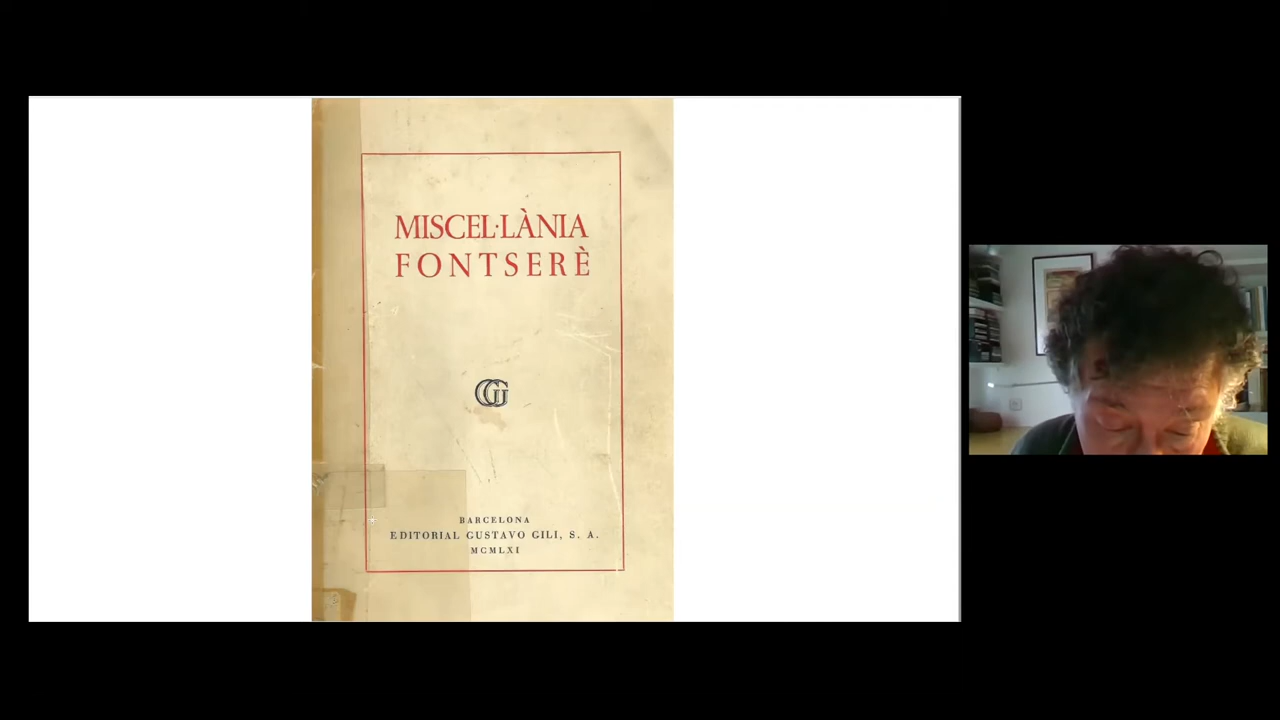 MISCEL·LÀNIA
FONTSERÈ
GG
BARCELONA
EDITORIAL GUSTAVO GILI, S. A.
MCMLXI